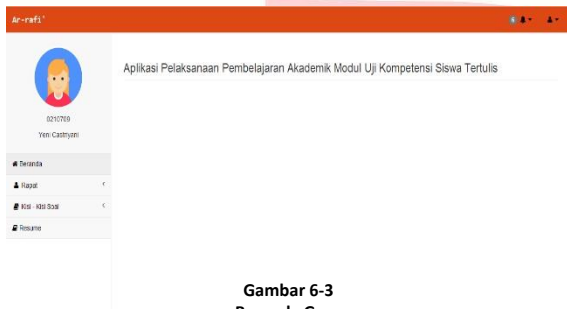 Ar-rafi'
6
Aplikasi Pelaksanaan Pembelajaran Akademik Modul Uji Kompetensi Siswa Tertulis
0210709
Yeni Castriyani
Beranda
Rapat
Kisi - Kisi Soal
Resume
Gambar 6-3